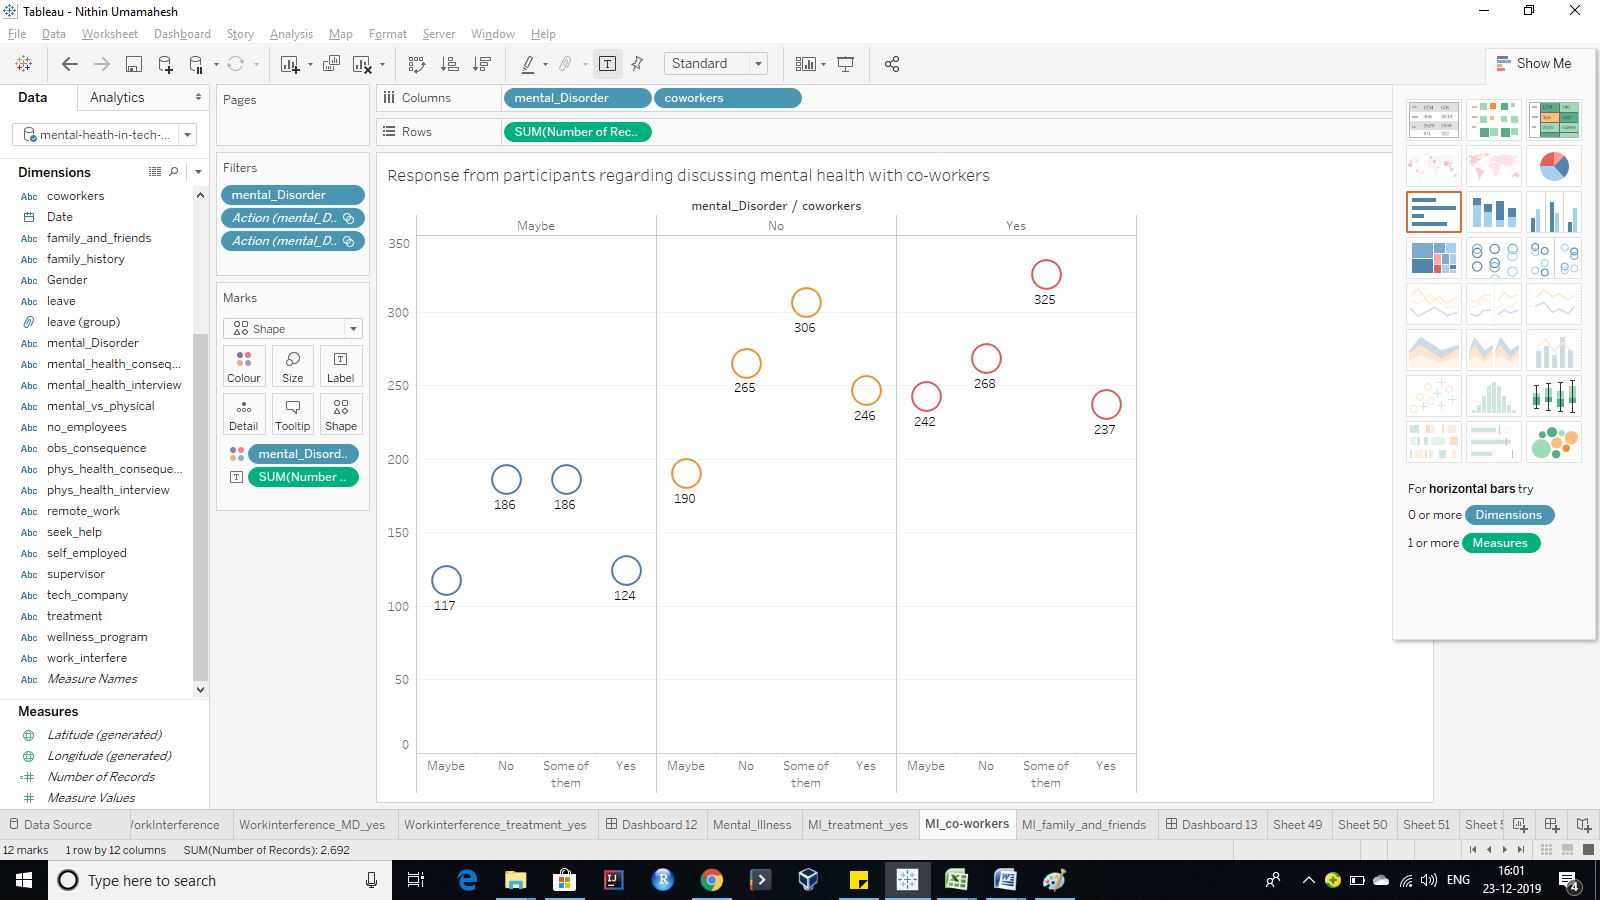 Tableau - Nithin Umamahesh
File Data Worksheet Dashboard Story Analysis Map Format Server Window Help
Standard
Show Me
Data Analytics
mental-heath-in-tech-...
Dimensions
Abc coworkers
Date
Abc family_and_friends
Abc family_history
Abc Gender
Abc leave
leave (group)
Abc mental_Disorder
Abc mental_health_conseq...
Abc mental_health_interview
Abc mental_vs_physical
Abc no_employees
Abc obs_consequence
Abc phys_health_conseque...
Abc phys_health_interview
Abc remote_work
Abc seek_help
Abc self_employed
Abc supervisor
Abc tech_company
Abc treatment
Abc wellness_program
Abc work_interfere
Abc Measure Names
Measures
Latitude (generated)
Longitude (generated)
=# Number of Records
# Measure Values
Pages
Filters
mental_Disorder
Action (mental_D..
Action (mental_D..
Marks
Shape
Colour Size Label
Detail Tooltip Shape
mental_Disord..
SUM(Number ..
Columns mental_Disorder coworkers
Rows SUM(Number of Rec..
Response from participants regarding discussing mental health with co-workers
mental_Disorder / coworkers
Maybe No Yes
350
300
250
200
150
100
50
0
117
186
186
124
190
265
306
246
242
268
325
237
Maybe No Some of them Yes Maybe No Some of them Yes Maybe No Some of them Yes
For horizontal bars try
0 or more Dimensions
1 or more Measures
Data Source /orkInterference Workinterference_MD_yes Workinterference_treatment_yes Dashboard 12 Mental_Illness MI_treatment_yes MI_co-workers MI_family_and_friends Dashboard 13 Sheet 49 Sheet 50 Sheet 51
12 marks 1 row by 12 columns SUM(Number of Records): 2,692
Type here to search
ENG
16:01
23-12-2019
4